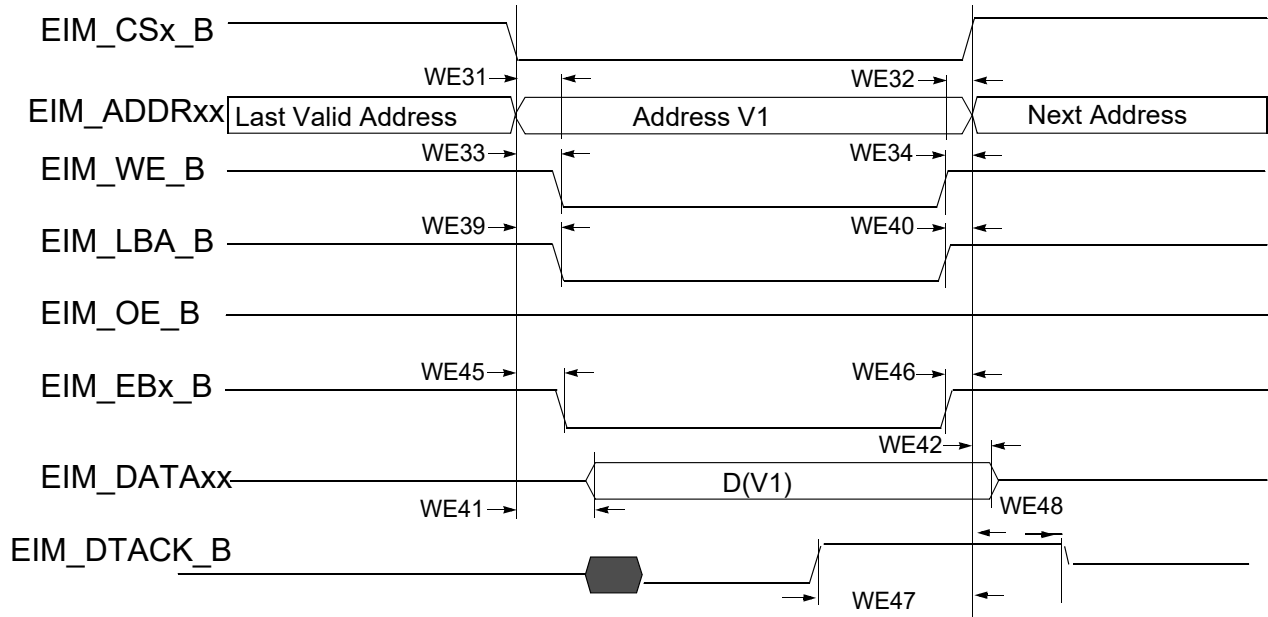 EIM_CSx_B
WE31 WE32
EIM_ADDRxx Last Valid Address Address V1 Next Address
WE33 WE34
EIM_WE_B
WE39 WE40
EIM_LBA_B
EIM_OE_B
WE45 WE46
EIM_EBx_B
WE42
EIM_DATAxx D(V1)
WE41 WE48
EIM_DTACK_B
WE47